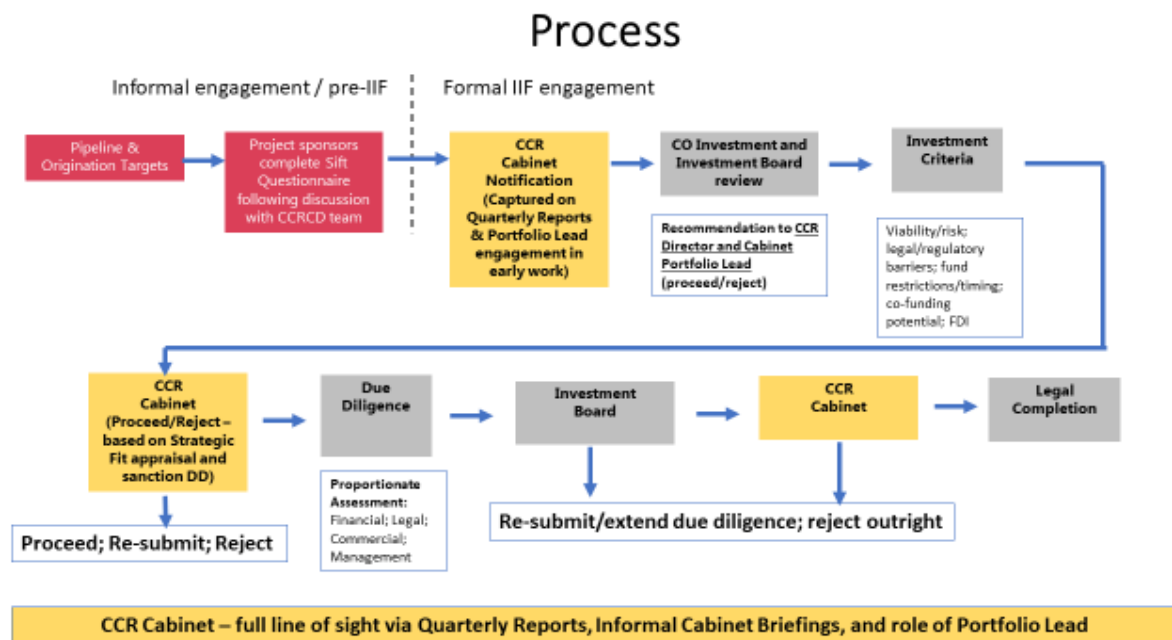 Process
Informal engagement / pre-IIF
Formal IIF engagement
Pipeline &
Origination Targets
Project sponsors
complete Sift
Questionnaire
following discussion
with CCRCD team
CCR
Cabinet
Notification
(Captured on
Quarterly Reports
& Portfolio Lead
engagement in
early work)
CO Investment and
Investment Board
review
Recommendation to CCR
Director and Cabinet
Portfolio Lead
(proceed/reject)
Investment
Criteria
Viability/risk;
legal/regulatory
barriers; fund
restrictions/timing;
co-funding
potential; FDI
CCR
Cabinet
(Proceed/Reject –
based on Strategic
Fit appraisal and
sanction DD)
Proceed; Re-submit; Reject
Due
Diligence
Proportionate
Assessment:
Financial; Legal;
Commercial;
Management
Investment
Board
CCR
Cabinet
Re-submit/extend due diligence; reject outright
Legal
Completion
CCR Cabinet – full line of sight via Quarterly Reports, Informal Cabinet Briefings, and role of Portfolio Lead